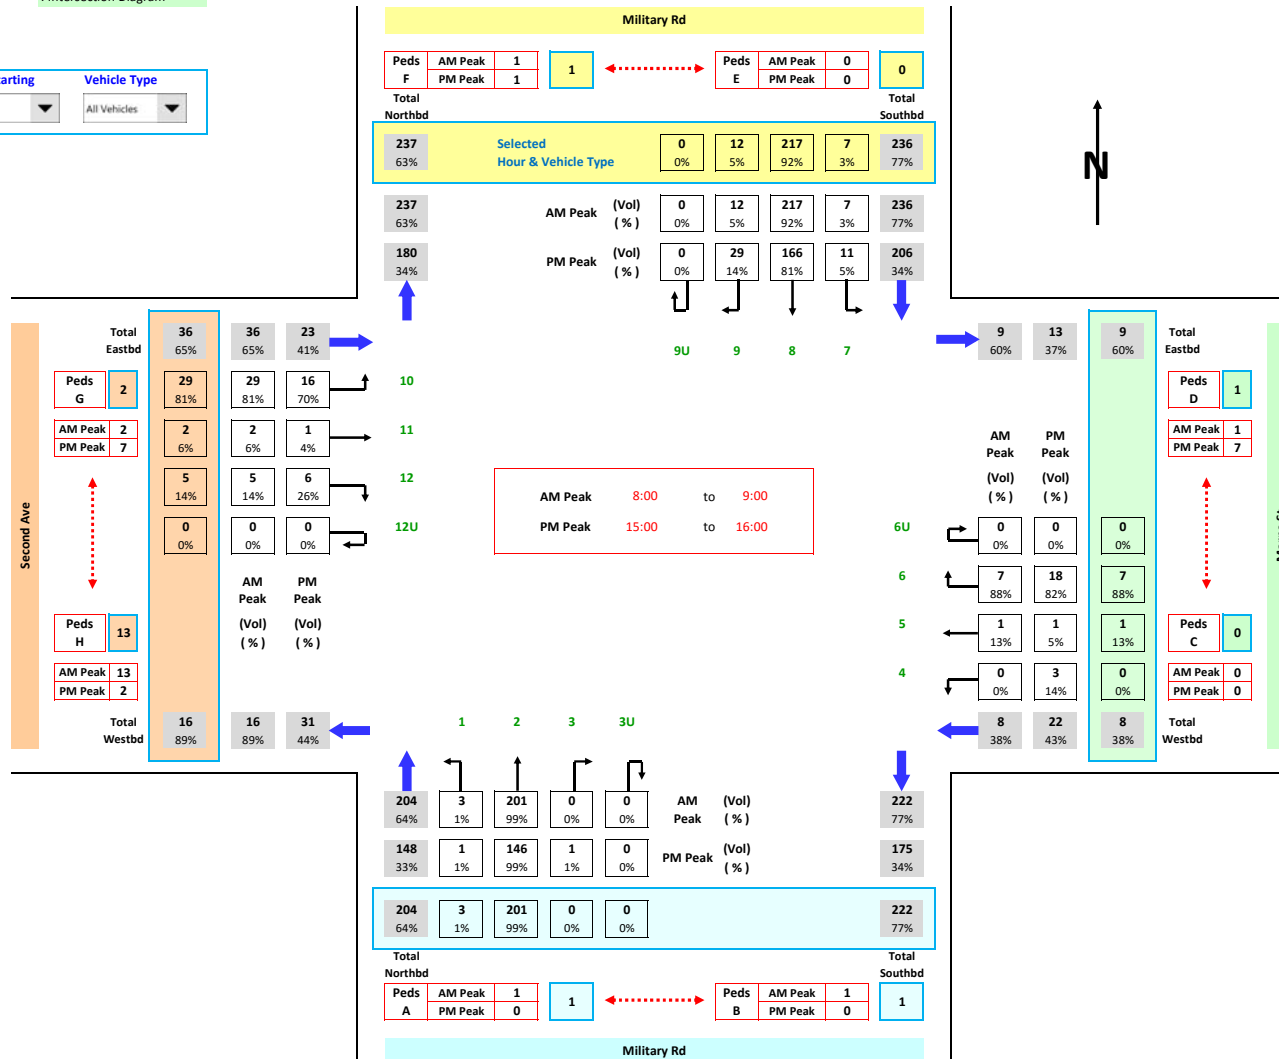 Intersection Diagram
Military Rd
arting Vehicle Type
All Vehicles
Peds F AM Peak 1 PM Peak 1 1
Peds E AM Peak 0 PM Peak 0 0
Total Northbd
Total Southbd
237 Selected 0 12 217 7 236
63% Hour & Vehicle Type 0% 5% 92% 3% 77%
237 AM Peak (Vol) 0 12 217 7 236
63% ( % ) 0% 5% 92% 3% 77%
180 PM Peak (Vol) 0 29 166 11 206
34% ( % ) 0% 14% 81% 5% 34%
N
9U 9 8 7
Second Ave
Total Eastbd
36 36 23
65% 65% 41%
Peds G 2
29 29 16 10
81% 81% 70%
AM Peak 2
PM Peak 7
2 2 1 11
6% 6% 4%
5 5 6 12
14% 14% 26%
0 0 0 12U
0% 0% 0%
AM Peak (Vol) ( % )
PM Peak (Vol) ( % )
Peds H 13
AM Peak 13
PM Peak 2
Total Westbd
16 16 31
89% 89% 44%
AM Peak 8:00 to 9:00
PM Peak 15:00 to 16:00
9 13 9 Total
60% 37% 60% Eastbd
Peds D 1
AM Peak 1
PM Peak 7
AM Peak (Vol) ( % )
PM Peak (Vol) ( % )
6U 0 0 0
0% 0% 0%
6 7 18 7
88% 82% 88%
5 1 1 1
13% 5% 13%
4 0 3 0
0% 14% 0%
Peds C 0
AM Peak 0
PM Peak 0
8 22 8 Total
38% 43% 38% Westbd
1 2 3 3U
204 3 201 0 0 AM Peak (Vol) 222
64% 1% 99% 0% 0% ( % ) 77%
148 1 146 1 0 PM Peak (Vol) 175
33% 1% 99% 1% 0% ( % ) 34%
204 3 201 0 0 222
64% 1% 99% 0% 0% 77%
Total Northbd
Total Southbd
Peds A AM Peak 1 PM Peak 0 1
Peds B AM Peak 1 PM Peak 0 1
Military Rd